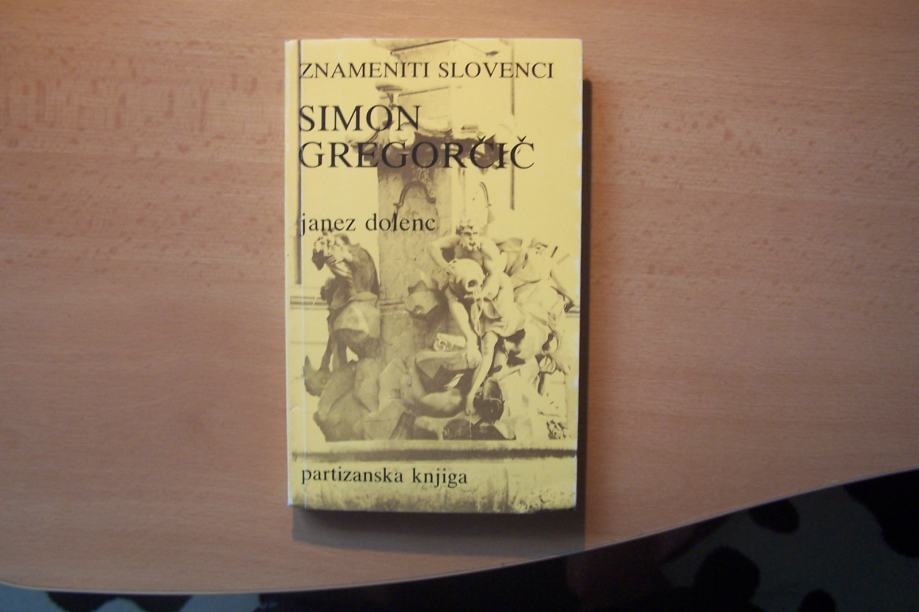 ZNAMENITI SLOVENCI
SIMON
GREGORČIČ
janez dolenc
partizanska knjiga